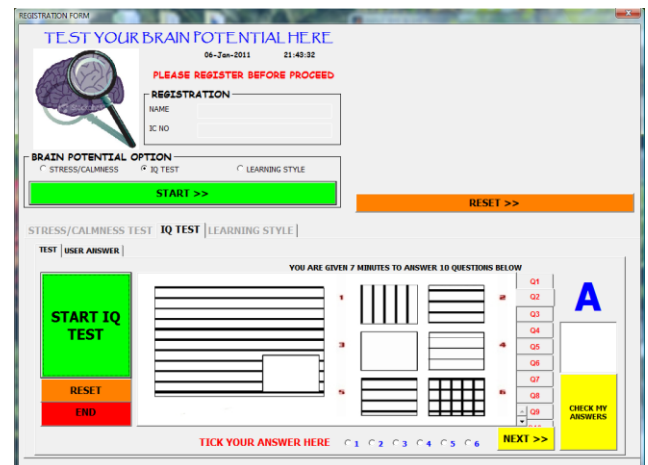 REGISTRATION FORM
TEST YOUR BRAIN POTENTIAL HERE
06-Jan-2011 21:43:32
PLEASE REGISTER BEFORE PROCEED
REGISTRATION
NAME
IC NO
BRAIN POTENTIAL OPTION
STRESS/CALMNESS IQ TEST LEARNING STYLE
START >>
RESET >>
STRESS/CALMNESS TEST IQ TEST LEARNING STYLE
TEST USER ANSWER
YOU ARE GIVEN 7 MINUTES TO ANSWER 10 QUESTIONS BELOW
START IQ
TEST
RESET
END
1 2
3 4
5 6
Q1
Q2
Q3
Q4
Q5
Q6
Q7
Q8
Q9
A
CHECK MY
ANSWERS
TICK YOUR ANSWER HERE 1 2 3 4 5 6
NEXT >>